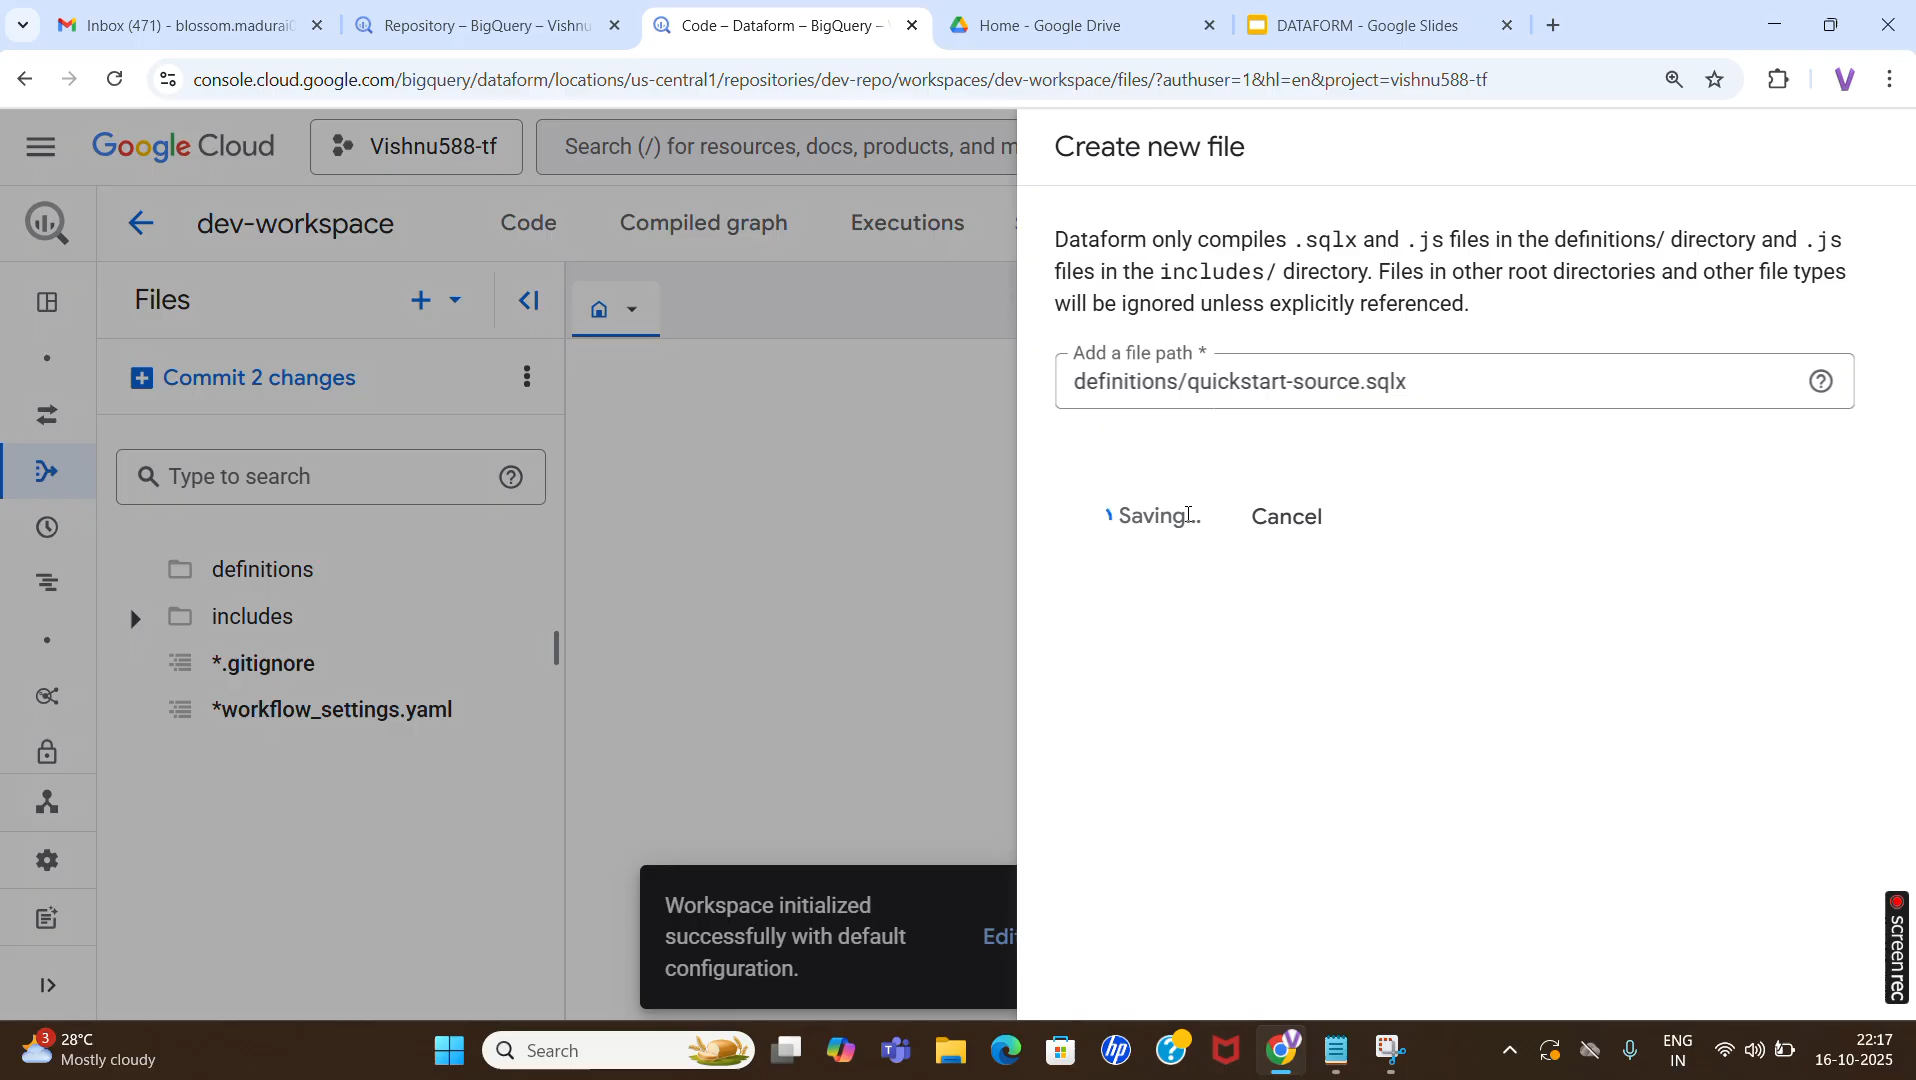 Inbox (471) - blossom.madurai
Repository – BigQuery – Vishnu
Code – Dataform – BigQuery –
Home - Google Drive
DATAFORM - Google Slides
console.cloud.google.com/bigquery/dataform/locations/us-central1/repositories/dev-repo/workspaces/dev-workspace/files/?authuser=1&hl=en&project=vishnu588-tf
Google Cloud
Vishnu588-tf
Search (/) for resources, docs, products, and m
dev-workspace
Code
Compiled graph
Executions
Files
Commit 2 changes
Type to search
definitions
includes
*.gitignore
*workflow_settings.yaml
Workspace initialized
successfully with default
configuration.
Edit
Create new file
Dataform only compiles .sqlx and .js files in the definitions/ directory and .js
files in the includes/ directory. Files in other root directories and other file types
will be ignored unless explicitly referenced.
Add a file path *
definitions/quickstart-source.sqlx
Saving...
Cancel
screenrec
3
28°C
Mostly cloudy
Search
ENG
IN
22:17
16-10-2025